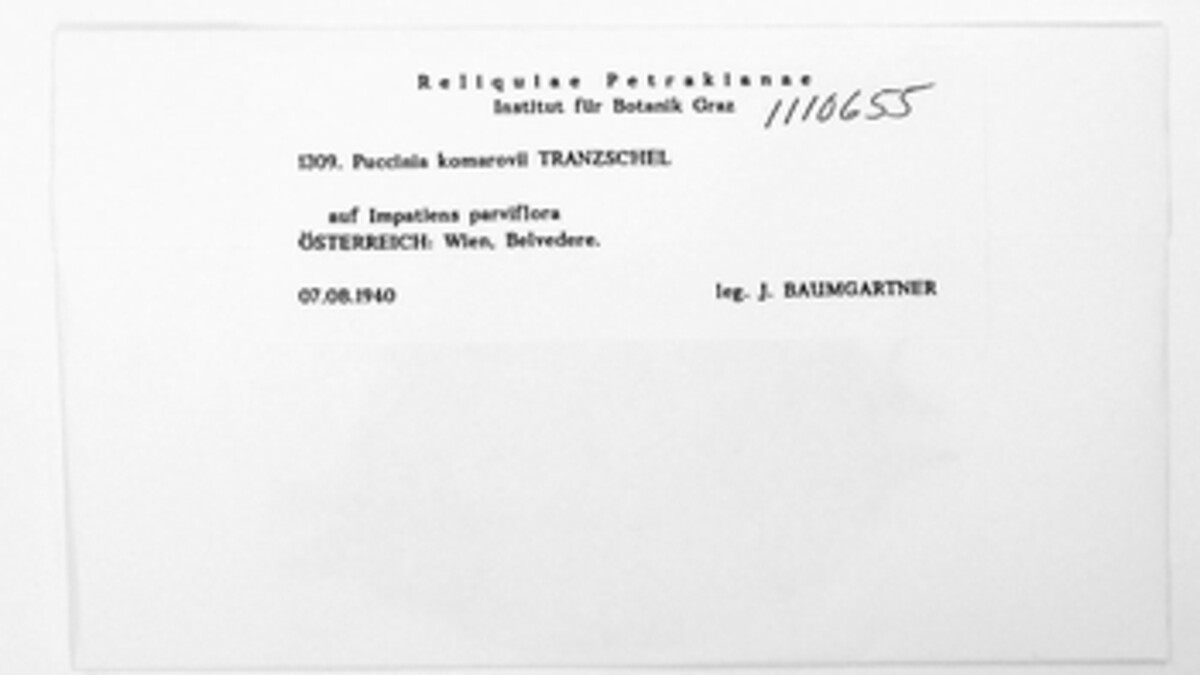 Reliquiae Petrakianae
Institut für Botanik Graz 1110655
1309. Puccinia komarovii TRANZSCHEL
auf Impatiens parviflora
ÖSTERREICH: Wien, Belvedere.
07.08.1940 leg. J. BAUMGARTNER